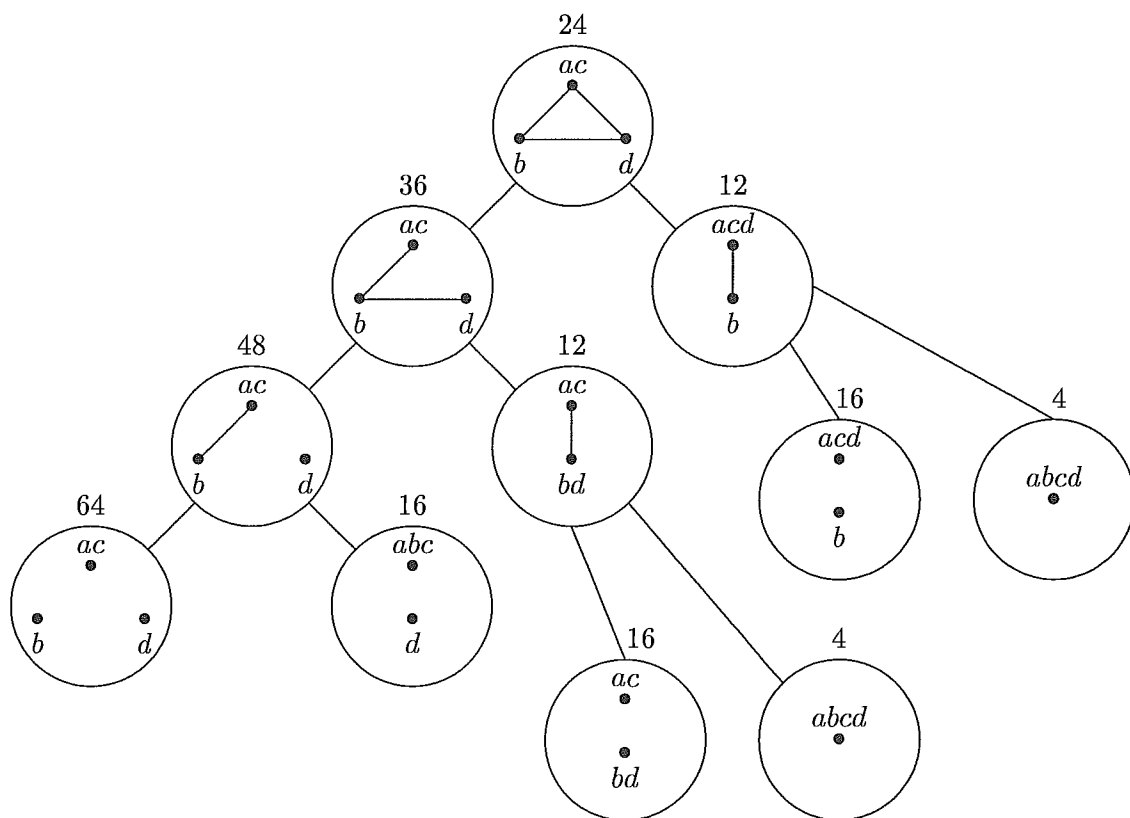 24
ac
b d
36 12
ac acd
b d b
48 12
ac ac
b d bd
16 4
acd abcd
b
64 16
ac abc
b d d
16 4
ac abcd
bd